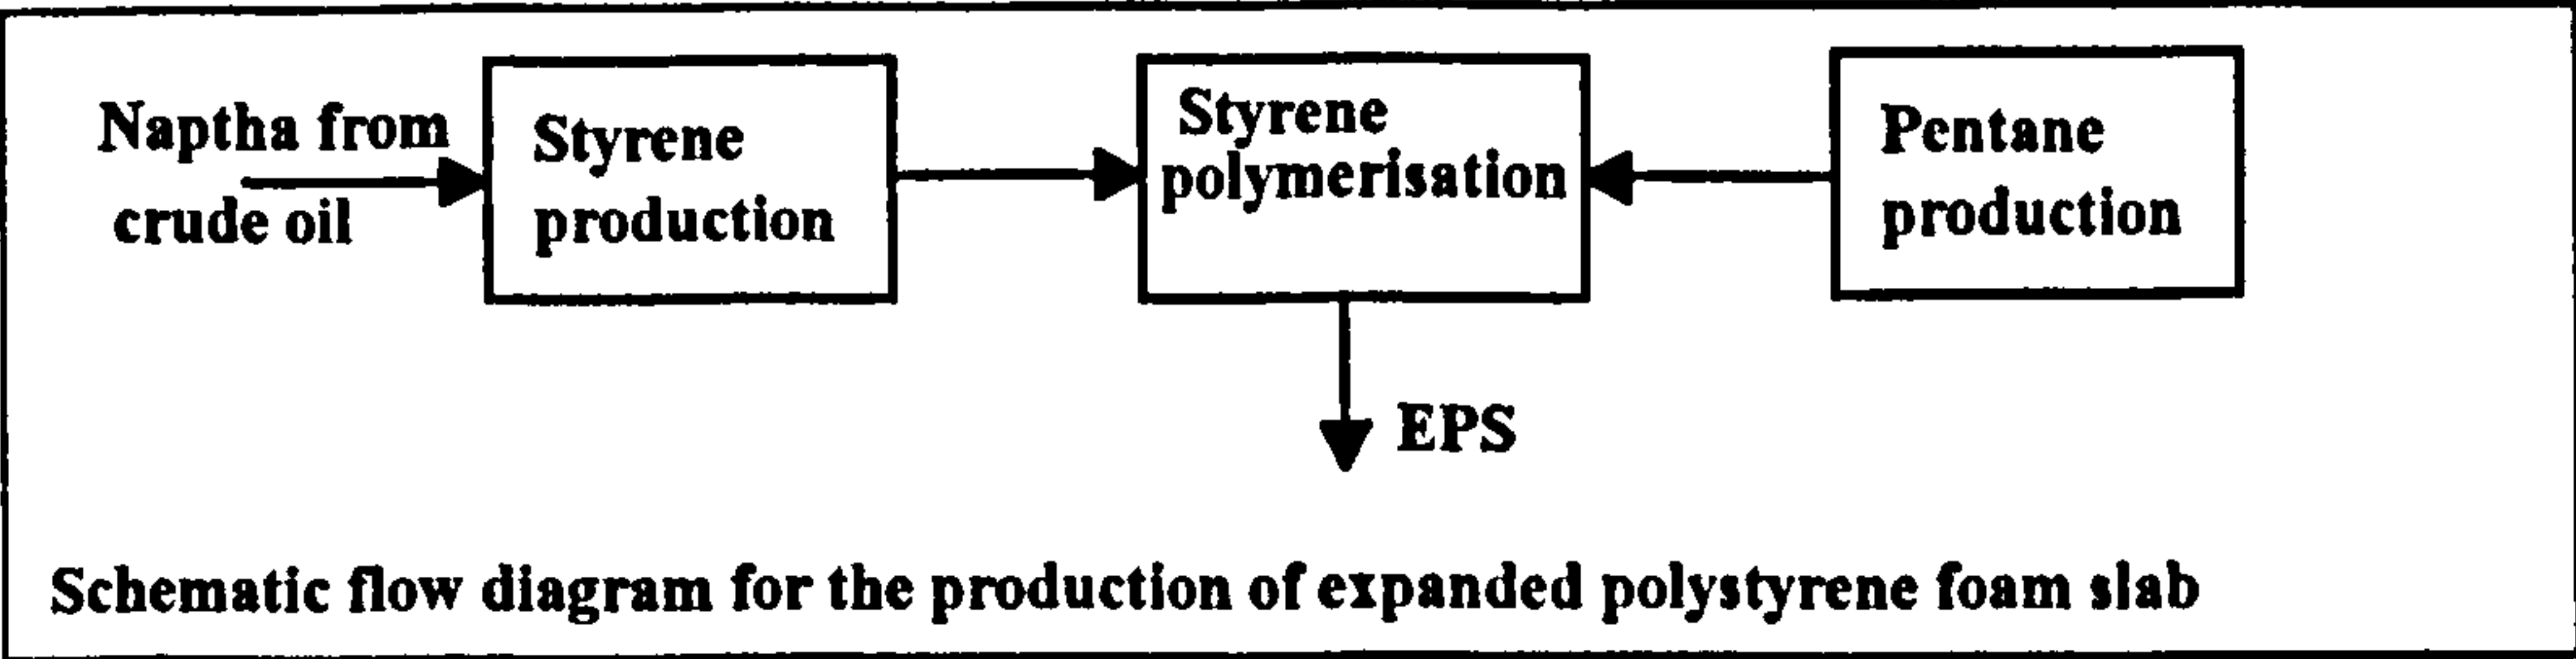 Naptha from
crude oil
Styrene
production
Styrene
polymerisation
Pentane
production
EPS
Schematic flow diagram for the production of expanded polystyrene foam slab